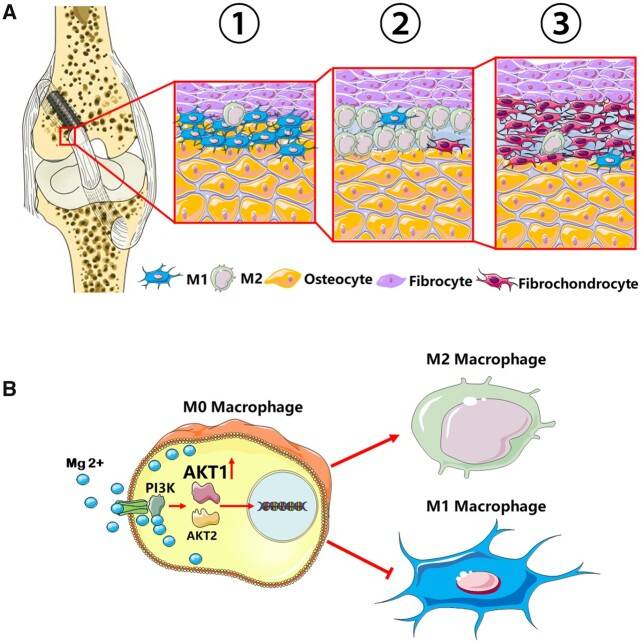 A
1 2 3
M1 M2 Osteocyte Fibrocyte Fibrochondrocyte
B
M2 Macrophage
M0 Macrophage
Mg 2+
PI3K
AKT1
AKT2
M1 Macrophage